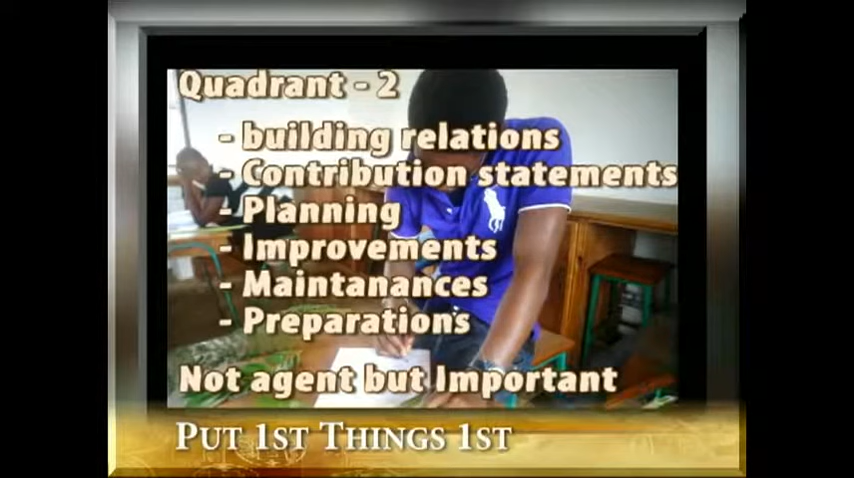 Quadrant - 2
- building relations
- Contribution statements
- Planning
- Improvements
- Maintanances
- Preparations
Not agent but Important
PUT 1ST THINGS 1ST